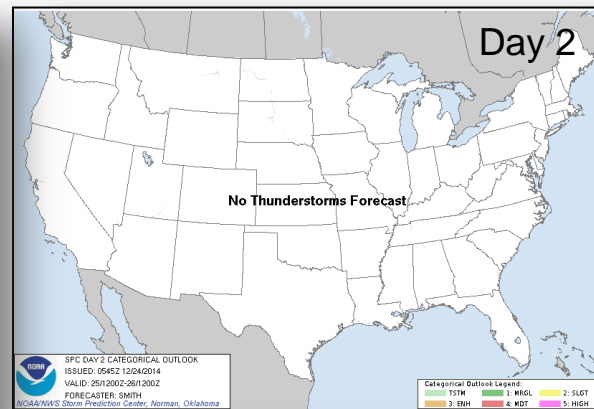 Day 2
No Thunderstorms Forecast
NOAA
SPC DAY 2 CATEGORICAL OUTLOOK
ISSUED: 0545Z 12/24/2014
VALID: 25/1200Z-26/1200Z
FORECASTER: SMITH
NOAA/NWS Storm Prediction Center, Norman, Oklahoma
Categorical Outlook Legend:
TSTM 1: MRGL 2: SLGT
3: ENH 4: MDT 5: HIGH